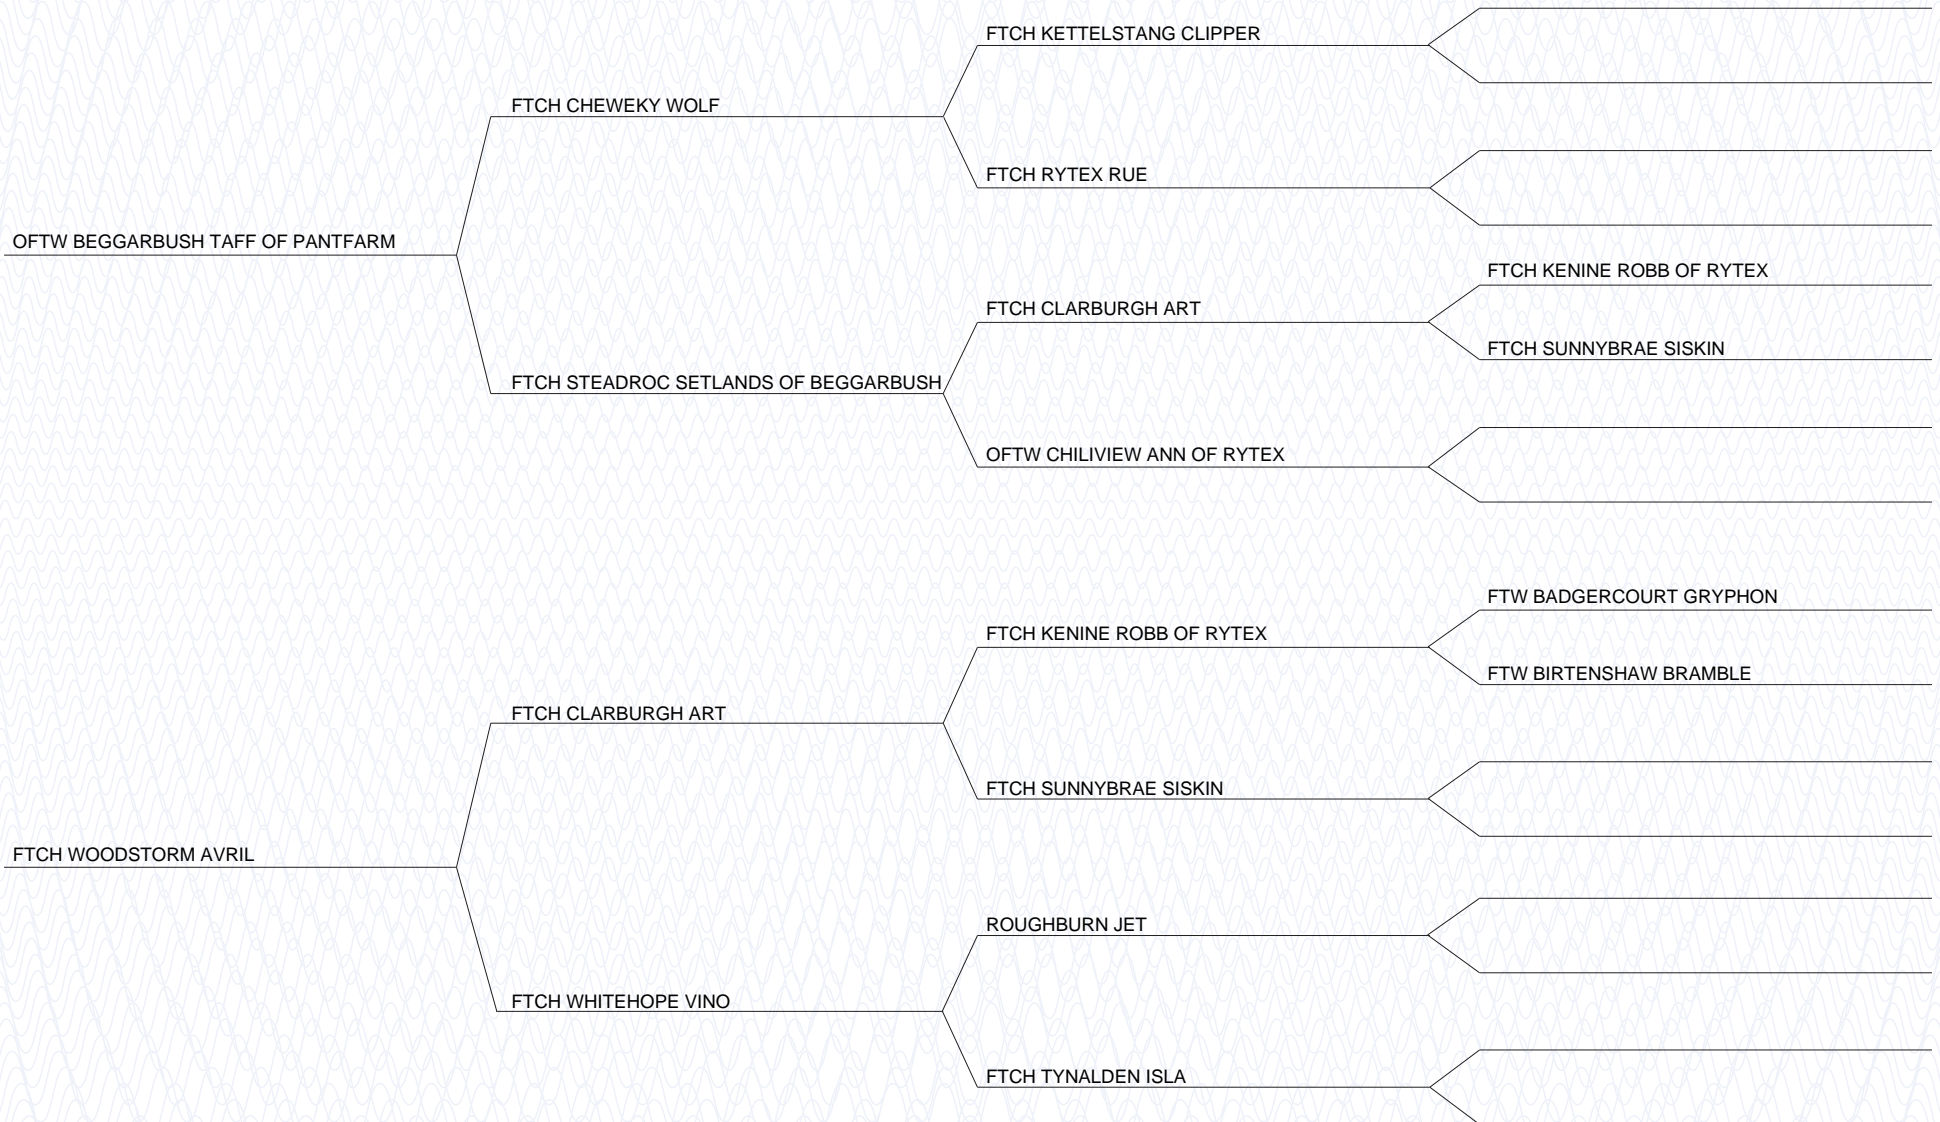 FTCH KETTELSTANG CLIPPER
FTCH CHEWEKY WOLF
FTCH RYTEX RUE
OFTW BEGGARBUSH TAFF OF PANTFARM
FTCH KENINE ROBB OF RYTEX
FTCH CLARBURGH ART
FTCH SUNNYBRAE SISKIN
FTCH STEADROC SETLANDS OF BEGGARBUSH
OFTW CHILIVIEW ANN OF RYTEX
FTW BADGERCOURT GRYPHON
FTCH KENINE ROBB OF RYTEX
FTW BIRTENSHAW BRAMBLE
FTCH CLARBURGH ART
FTCH SUNNYBRAE SISKIN
FTCH WOODSTORM AVRIL
ROUGHBURN JET
FTCH WHITEHOPE VINO
FTCH TYNALDEN ISLA